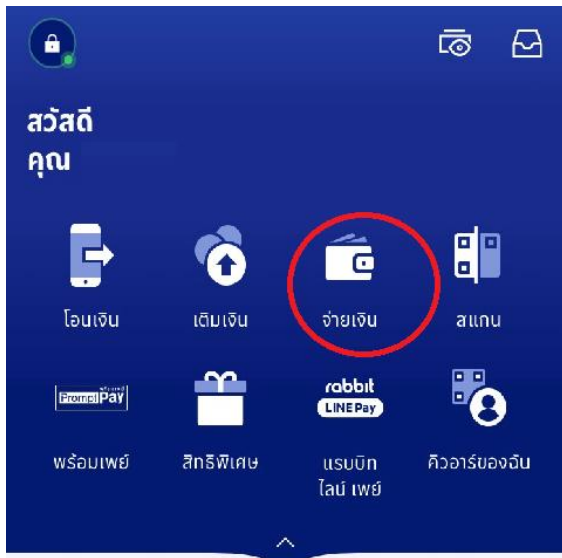 สวัสดี
คุณ
โอนเงิน
เติมเงิน
จ่ายเงิน
สแกน
PromptPay
rabbit
LINE Pay
พร้อมเพย์
สิทธิพิเศษ
แรบบิท
ไลน์ เพย์
คิวอาร์ของฉัน